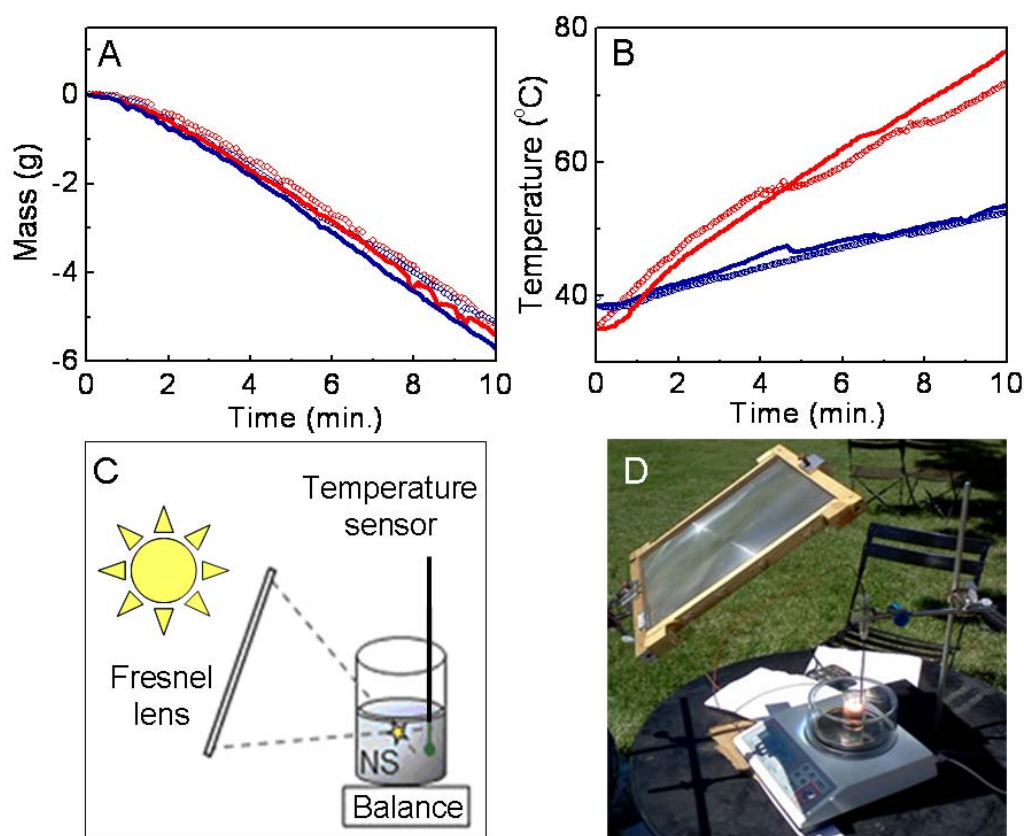 A
0
-2
-4
-6
Mass (g)
0 2 4 6 8 10
Time (min.)
B
80
60
40
Temperature (°C)
0 2 4 6 8 10
Time (min.)
C
Temperature
sensor
Fresnel
lens
NS
Balance
D